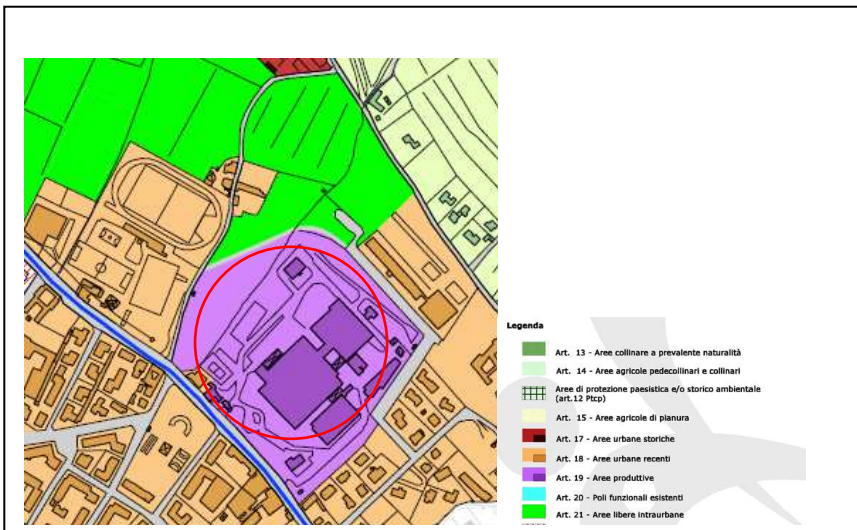 Legenda
Art. 13 - Aree collinare a prevalente naturalità
Art. 14 - Aree agricole pedecollinari e collinari
Aree di protezione paesistica e/o storico ambientale
(art.12 Ptcp)
Art. 15 - Aree agricole di pianura
Art. 17 - Aree urbane storiche
Art. 18 - Aree urbane recenti
Art. 19 - Aree produttive
Art. 20 - Poli funzionali esistenti
Art. 21 - Aree libere intraurbane